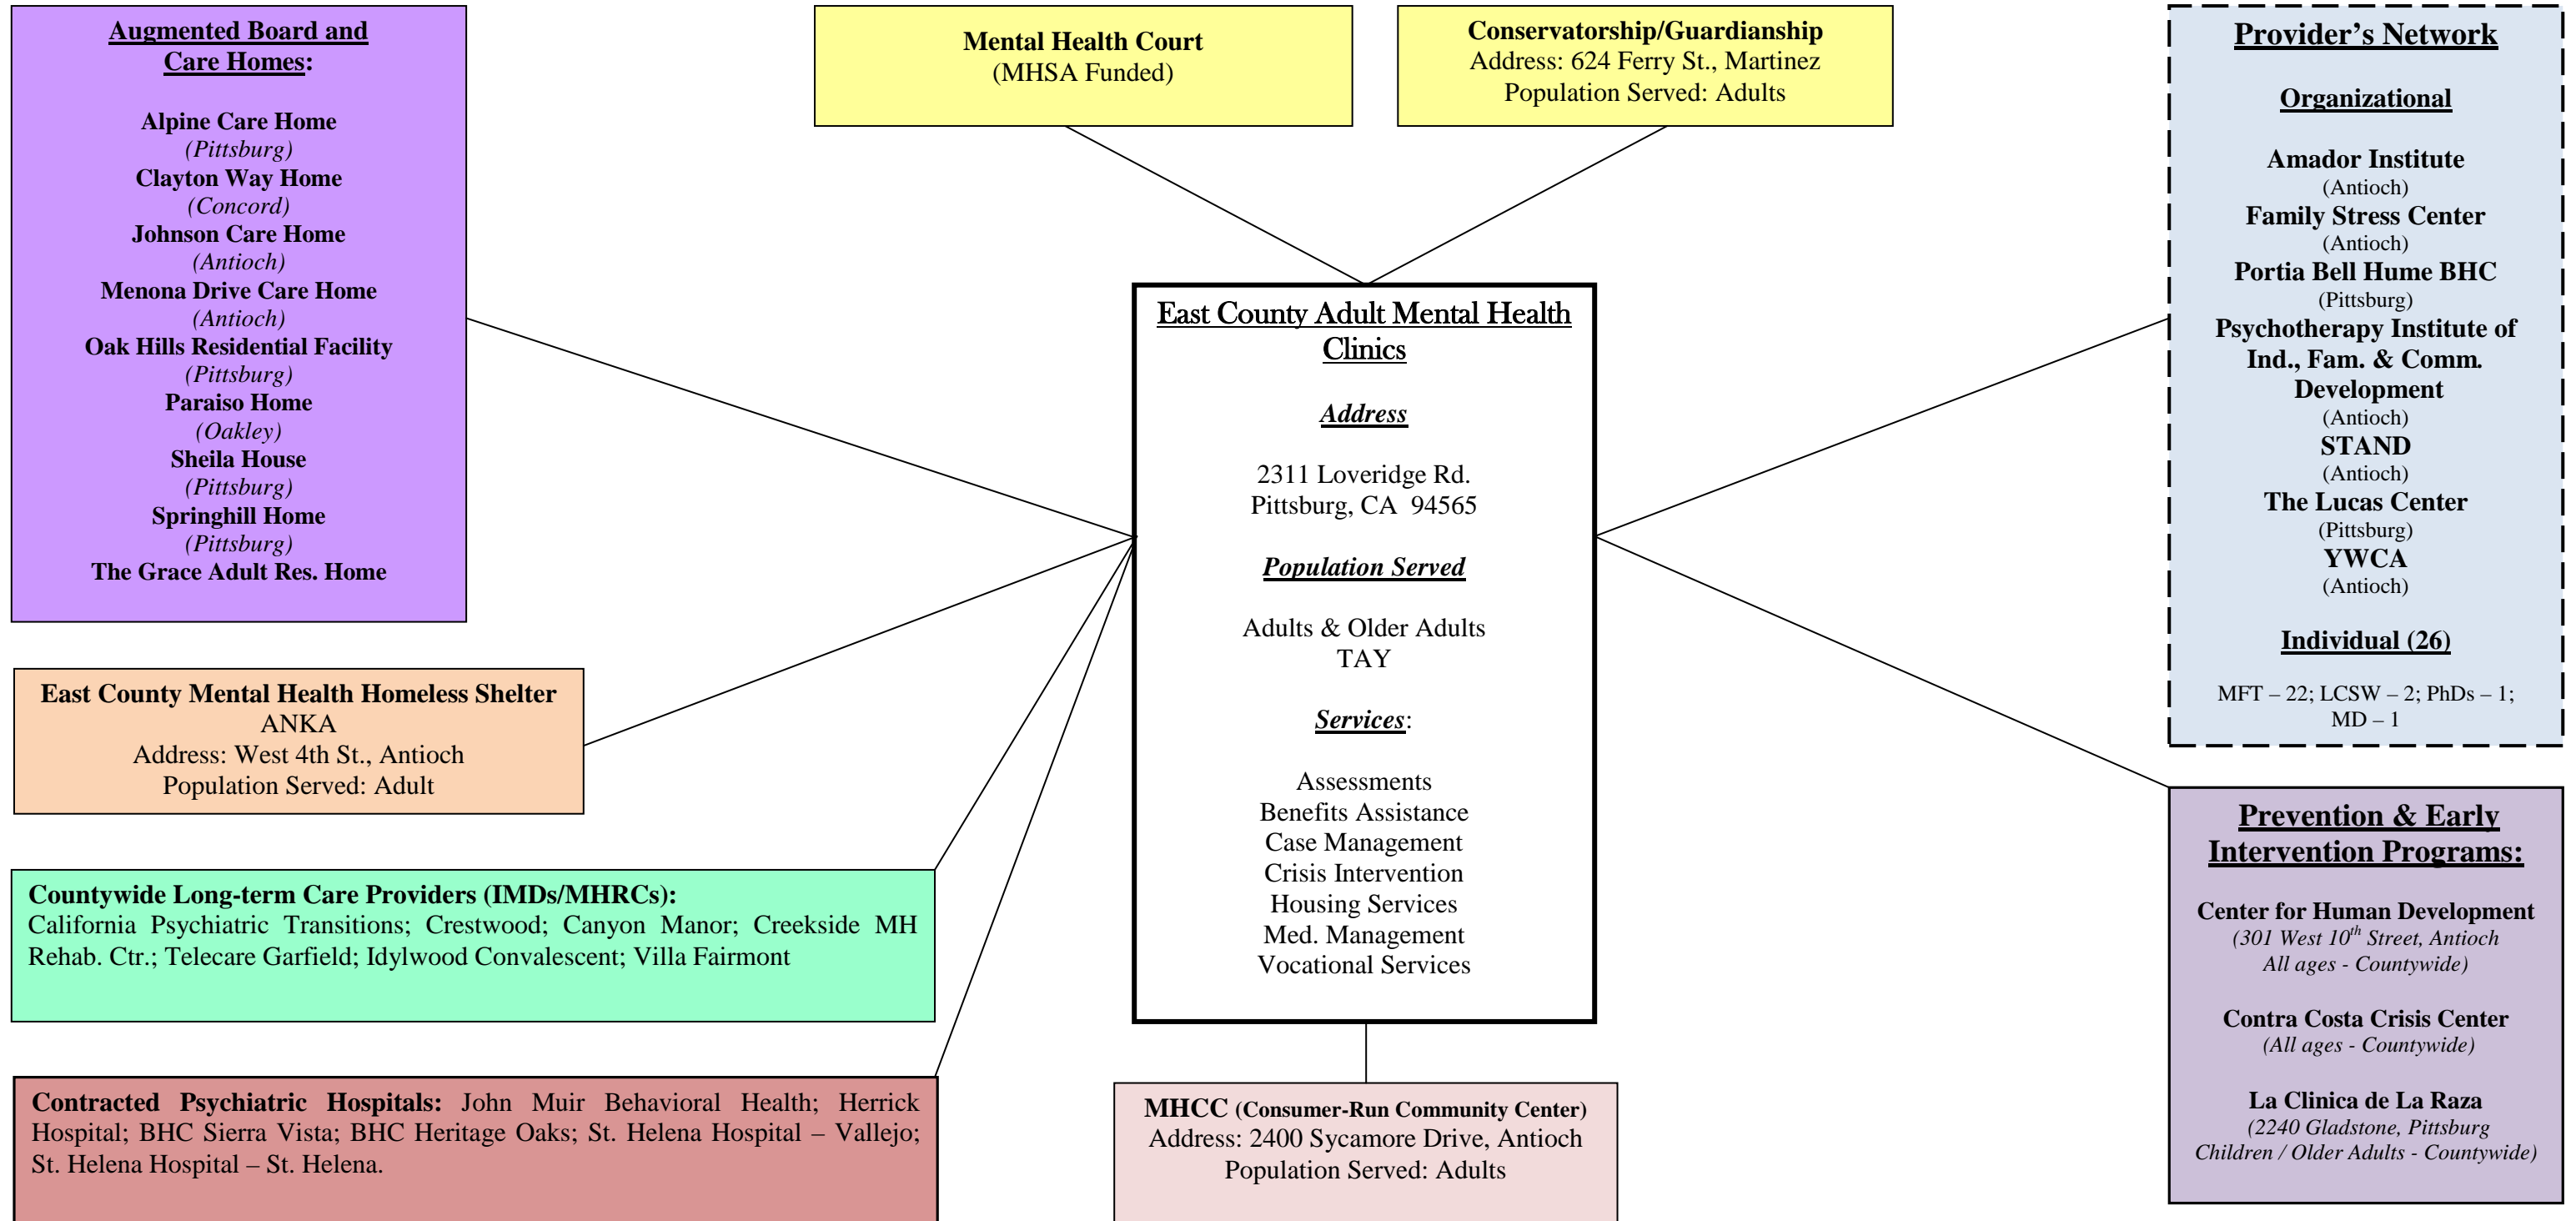 Augmented Board and
Care Homes:
Alpine Care Home
(Pittsburg)
Clayton Way Home
(Concord)
Johnson Care Home
(Antioch)
Menona Drive Care Home
(Antioch)
Oak Hills Residential Facility
(Pittsburg)
Paraiso Home
(Oakley)
Sheila House
(Pittsburg)
Springhill Home
(Pittsburg)
The Grace Adult Res. Home
Mental Health Court
(MHSA Funded)
Conservatorship/Guardianship
Address: 624 Ferry St., Martinez
Population Served: Adults
Provider’s Network
Organizational
Amador Institute
(Antioch)
Family Stress Center
(Antioch)
Portia Bell Hume BHC
(Pittsburg)
Psychotherapy Institute of
Ind., Fam. & Comm.
Development
(Antioch)
STAND
(Antioch)
The Lucas Center
(Pittsburg)
YWCA
(Antioch)
Individual (26)
MFT – 22; LCSW – 2; PhDs – 1;
MD – 1
East County Adult Mental Health
Clinics
Address
2311 Loveridge Rd.
Pittsburg, CA  94565
Population Served
Adults & Older Adults
TAY
Services:
Assessments
Benefits Assistance
Case Management
Crisis Intervention
Housing Services
Med. Management
Vocational Services
East County Mental Health Homeless Shelter
ANKA
Address: West 4th St., Antioch
Population Served: Adult
Countywide Long-term Care Providers (IMDs/MHRCs):
California Psychiatric Transitions; Crestwood; Canyon Manor; Creekside MH
Rehab. Ctr.; Telecare Garfield; Idylwood Convalescent; Villa Fairmont
Contracted Psychiatric Hospitals: John Muir Behavioral Health; Herrick
Hospital; BHC Sierra Vista; BHC Heritage Oaks; St. Helena Hospital – Vallejo;
St. Helena Hospital – St. Helena.
MHCC (Consumer-Run Community Center)
Address: 2400 Sycamore Drive, Antioch
Population Served: Adults
Prevention & Early
Intervention Programs:
Center for Human Development
(301 West 10th Street, Antioch
All ages - Countywide)
Contra Costa Crisis Center
(All ages - Countywide)
La Clinica de La Raza
(2240 Gladstone, Pittsburg
Children / Older Adults - Countywide)